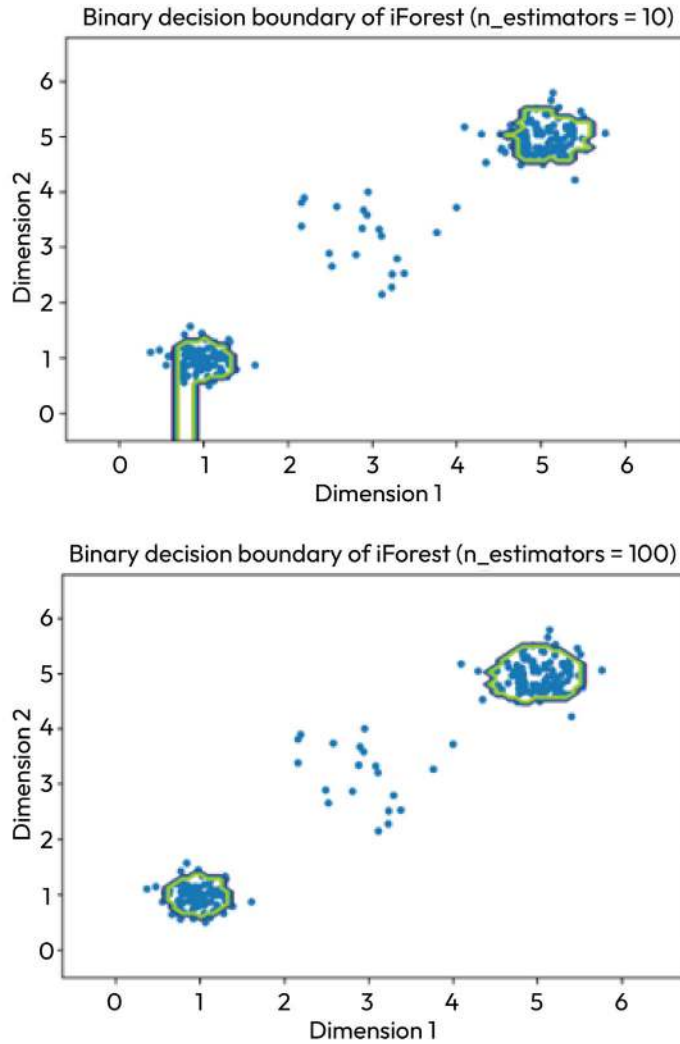 Binary decision boundary of iForest (n_estimators = 10)
6
5
4
3
2
1
0
Dimension 2
0 1 2 3 4 5 6
Dimension 1
Binary decision boundary of iForest (n_estimators = 100)
6
5
4
3
2
1
0
Dimension 2
0 1 2 3 4 5 6
Dimension 1